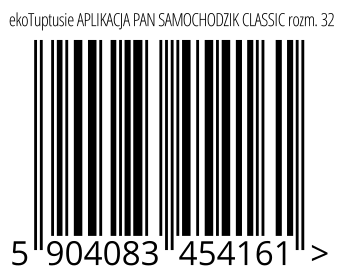 ekoTuptusie APLIKACJA PAN SAMOCHODZIK CLASSIC rozm. 32
5 904083 454161 >